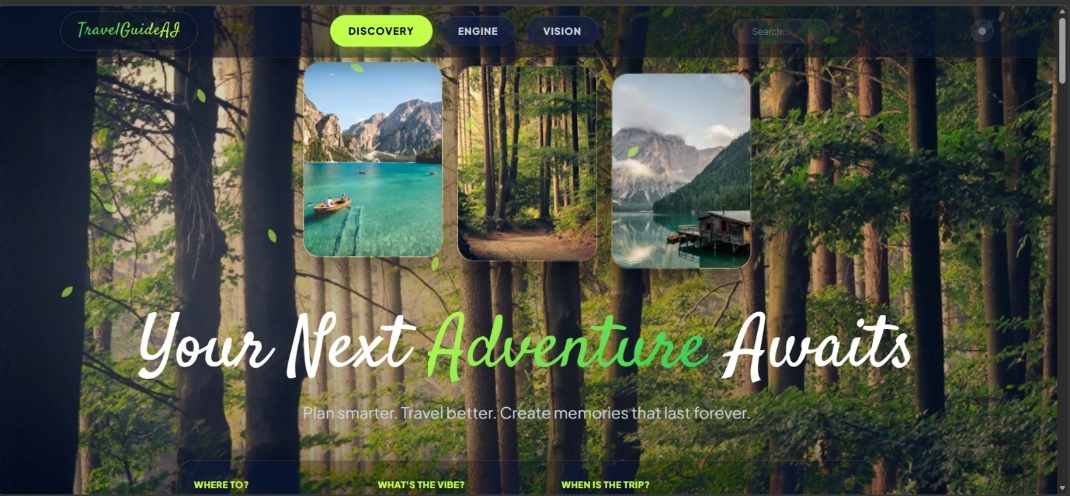 TravelGuideAI
DISCOVERY
ENGINE
VISION
Search...
Your Next Adventure Awaits
Plan smarter. Travel better. Create memories that last forever.
WHERE TO?
WHAT'S THE VIBE?
WHEN IS THE TRIP?